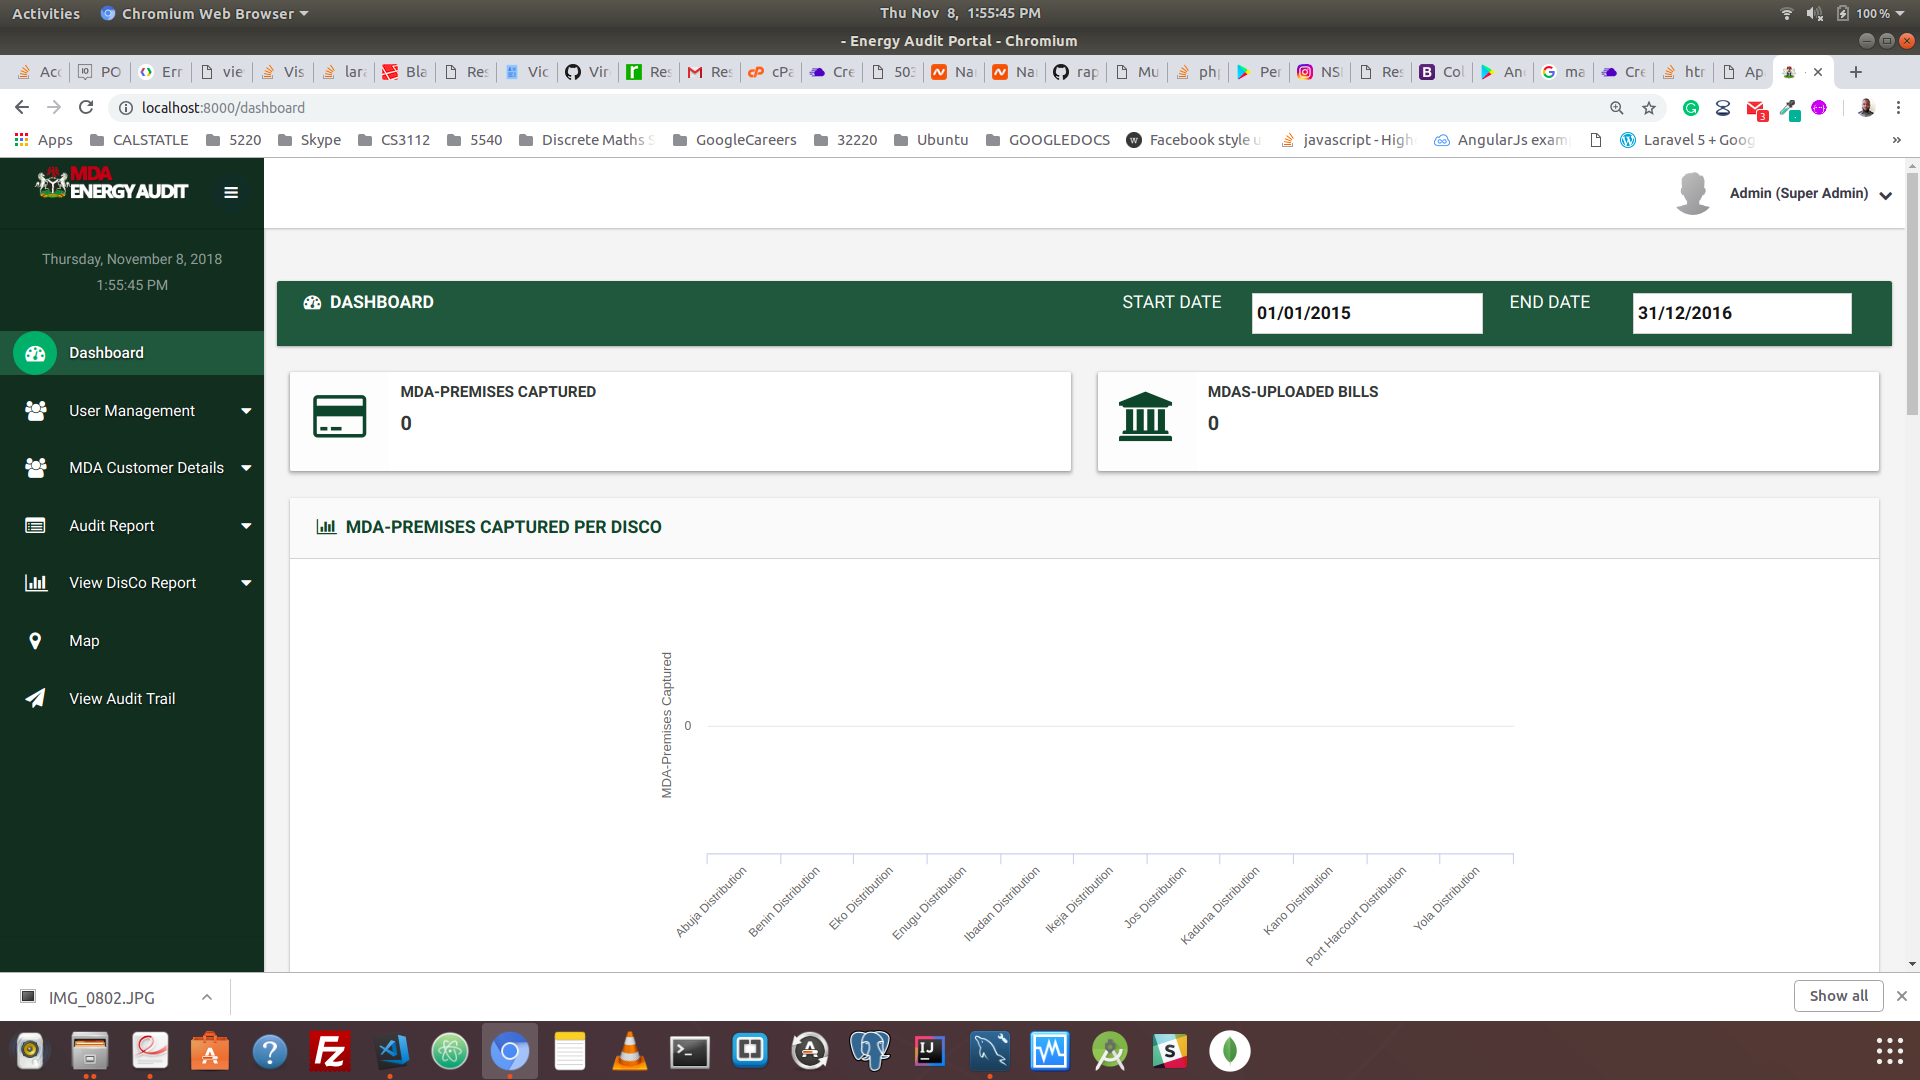 Activities
Chromium Web Browser
Thu Nov 8, 1:55:45 PM
100 %
- Energy Audit Portal - Chromium
Acc
PO
Err
vie
Vis
lara
Bla
Res
Vic
Vir
Res
Res
cPa
Cre
503
Nar
Nar
rap
Mu
php
Per
NS
Res
Col
And
ma
Cre
htr
Ap
localhost:8000/dashboard
3
Apps
CALSTATLE
5220
Skype
CS3112
5540
Discrete Maths S
GoogleCareers
32220
Ubuntu
GOOGLEDOCS
Facebook style u
javascript - High
AngularJs exam
Laravel 5 + Goog
»
MDA
ENERGY AUDIT
Admin (Super Admin)
Thursday, November 8, 2018
1:55:45 PM
DASHBOARD
START DATE
01/01/2015
END DATE
31/12/2016
Dashboard
User Management
MDA Customer Details
Audit Report
View DisCo Report
Map
View Audit Trail
MDA-PREMISES CAPTURED
0
MDAS-UPLOADED BILLS
0
MDA-PREMISES CAPTURED PER DISCO
MDA-Premises Captured
0
Abuja Distribution
Benin Distribution
Eko Distribution
Enugu Distribution
Ibadan Distribution
Ikeja Distribution
Jos Distribution
Kaduna Distribution
Kano Distribution
Port Harcourt Distribution
Yola Distribution
IMG_0802.JPG
Show all